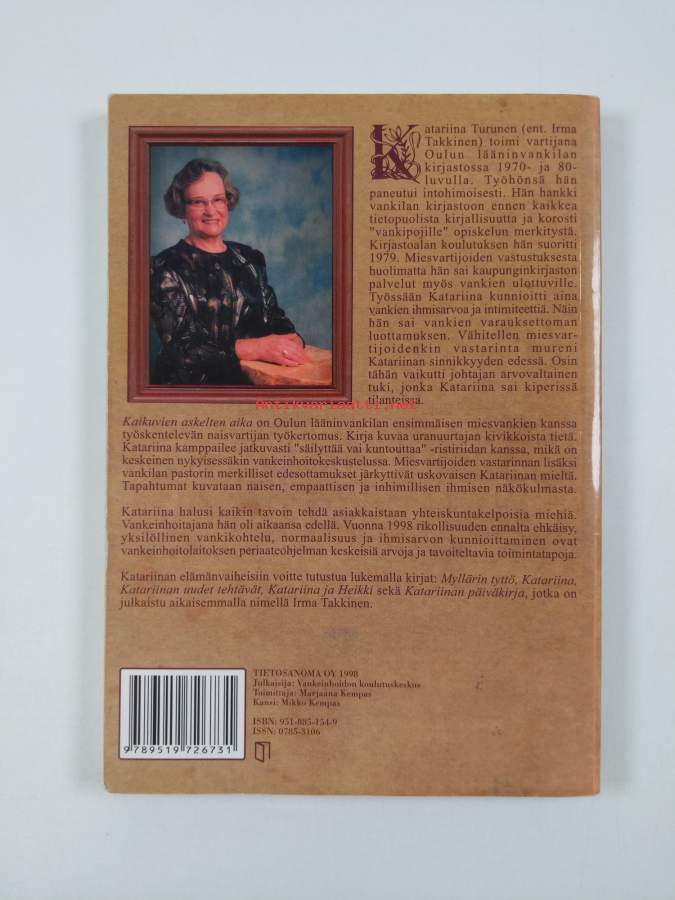 Katariina Turunen (ent. Irma
Takkinen) toimi vartijana
Oulun lääninvankilan
kirjastossa 1970- ja 80-
luvulla. Työhönsä hän
paneutui intohimoisesti. Hän hankki
vankilan kirjastoon ennen kaikkea
tietopuolista kirjallisuutta ja korosti
"vankipojille" opiskelun merkitystä.
Kirjastoalan koulutuksen hän suoritti
1979. Miesvartijoiden vastustuksesta
huolimatta hän sai kaupunginkirjaston
palvelut myös vankien ulottuville.
Työssään Katariina kunnioitti aina
vankien ihmisarvoa ja intimiteettiä. Näin
hän sai vankien varauksettoman
luottamuksen. Vähitellen miesvar-
tijoidenkin vastarinta mureni
Katariinan sinnikkyyden edessä. Osin
tähän vaikutti johtajan arvovaltainen
tuki, jonka Katariina sai kiperissä
tilanteissa.
Antikvariaatti.net
Kaikuvien askelten aika on Oulun lääninvankilan ensimmäisen miesvankien kanssa
työskentelevän naisvartijan työkertomus. Kirja kuvaa uranuurtajan kivikkoista tietä.
Katariina kamppailee jatkuvasti "säilyttää vai kuntouttaa" -ristiriidan kanssa, mikä on
keskeinen nykyisessäkin vankeinhoitokeskustelussa. Miesvartijoiden vastarinnan lisäksi
vankilan pastorin merkilliset edesottamukset järkyttivät uskovaisen Katariinan mieltä.
Tapahtumat kuvataan naisen, empaattisen ja inhimillisen ihmisen näkökulmasta.
Katariina halusi kaikin tavoin tehdä asiakkaistaan yhteiskuntakelpoisia miehiä.
Vankeinhoitajana hän oli aikaansa edellä. Vuonna 1998 rikollisuuden ennalta ehkäisy,
yksilöllinen vankikohtelu, normaalisuus ja ihmisarvon kunnioittaminen ovat
vankeinhoitolaitoksen periaateohjelman keskeisiä arvoja ja tavoiteltavia toimintatapoja.
Katariinan elämänvaiheisiin voitte tutustua lukemalla kirjat: Myllärin tyttö, Katariina,
Katariinan uudet tehtävät, Katariina ja Heikki sekä Katariinan päiväkirja, jotka on
julkaistu aikaisemmalla nimellä Irma Takkinen.
TIETOSANOMA OY 1998
Julkaisija: Vankeinhoidon koulutuskeskus
Toimittaja: Marjaana Kempas
Kansi: Mikko Kempas
ISBN: 951-885-154-9
ISSN: 0785-3106
9 789519 726731